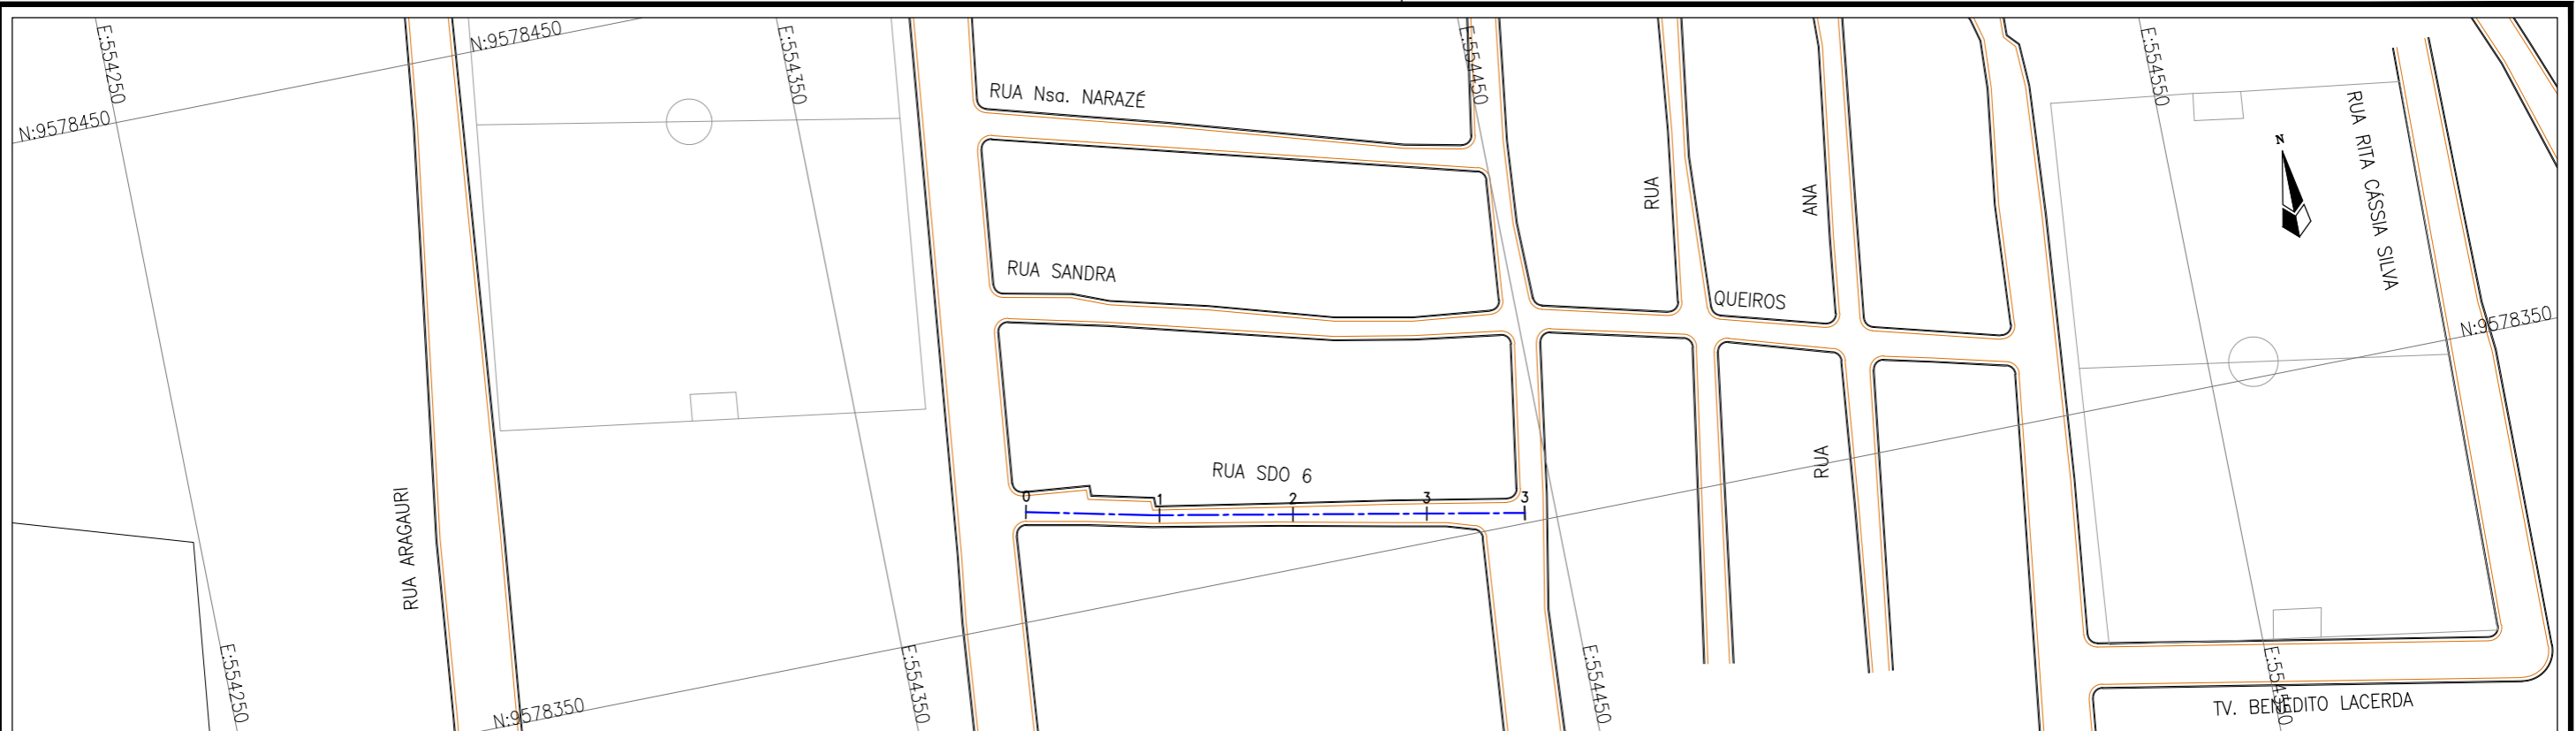 E:554250
N:9578450
N:9578450
E:554350
E:554450
E:554550
RUA Nsa. NARAZÉ
RUA
ANA
N
RUA RITA CÁSSIA SILVA
RUA SANDRA
QUEIROS
N:9578350
RUA SDO 6
RUA
0
1
2
3
3
RUA ARAGAURI
E:554250
E:554350
E:554450
E:554550
N:9578350
TV. BENEDITO LACERDA